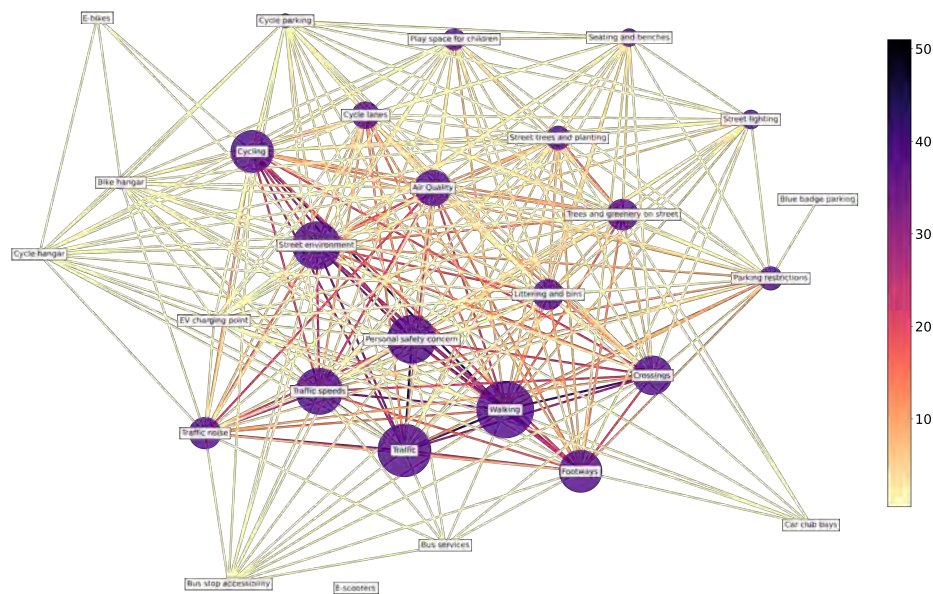 E-bikes
Cycle parking
Play space for children
Seating and benches
50
Cycle lanes
Street lighting
Street trees and planting
40
Cycling
Bike hangar
Air Quality
Blue badge parking
Trees and greenery on street
30
Street environment
Cycle hangar
Parking restrictions
Littering and bins
EV charging point
20
Personal safety concern
Crossings
Traffic speeds
Walking
10
Traffic noise
Traffic
Footways
Car club bays
Bus services
Bus stop accessibility
E-scooters